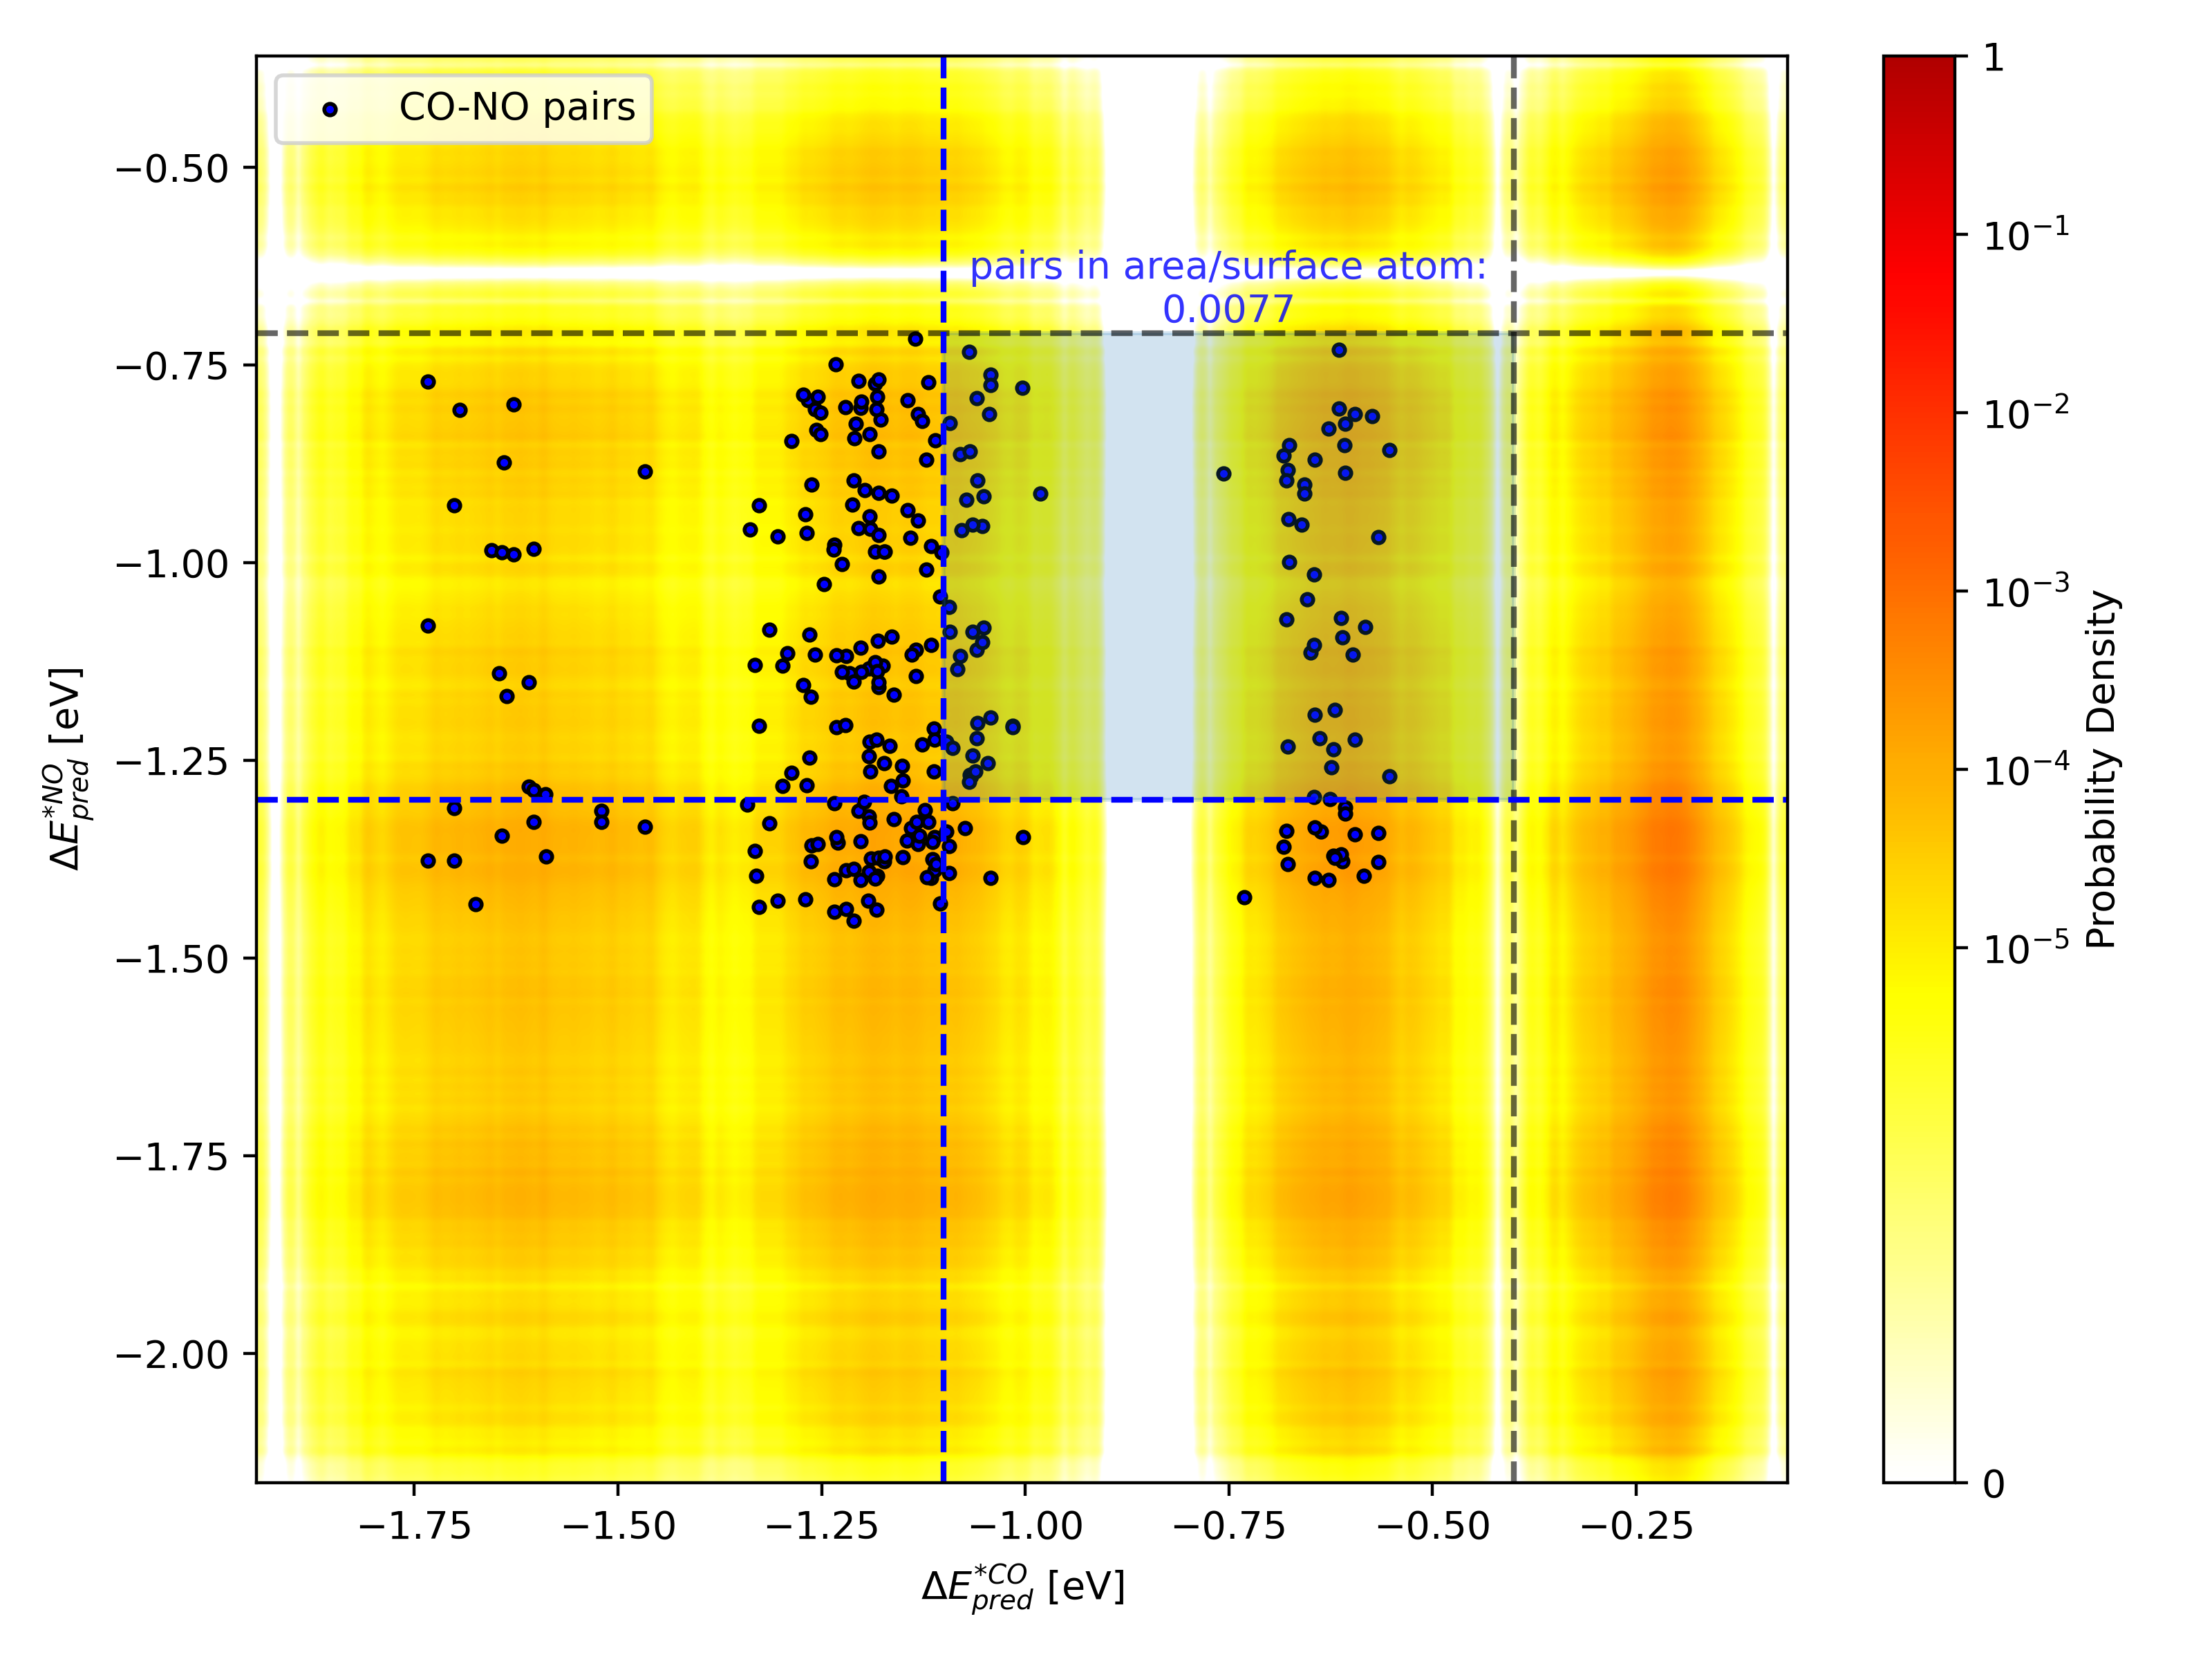 CO-NO pairs
pairs in area/surface atom:
0.0077
−0.50
−0.75
−1.00
−1.25
−1.50
−1.75
−2.00
ΔE*NO pred [eV]
−1.75 −1.50 −1.25 −1.00 −0.75 −0.50 −0.25
ΔE*CO pred [eV]
1
10−1
10−2
10−3
10−4
10−5
0
Probability Density